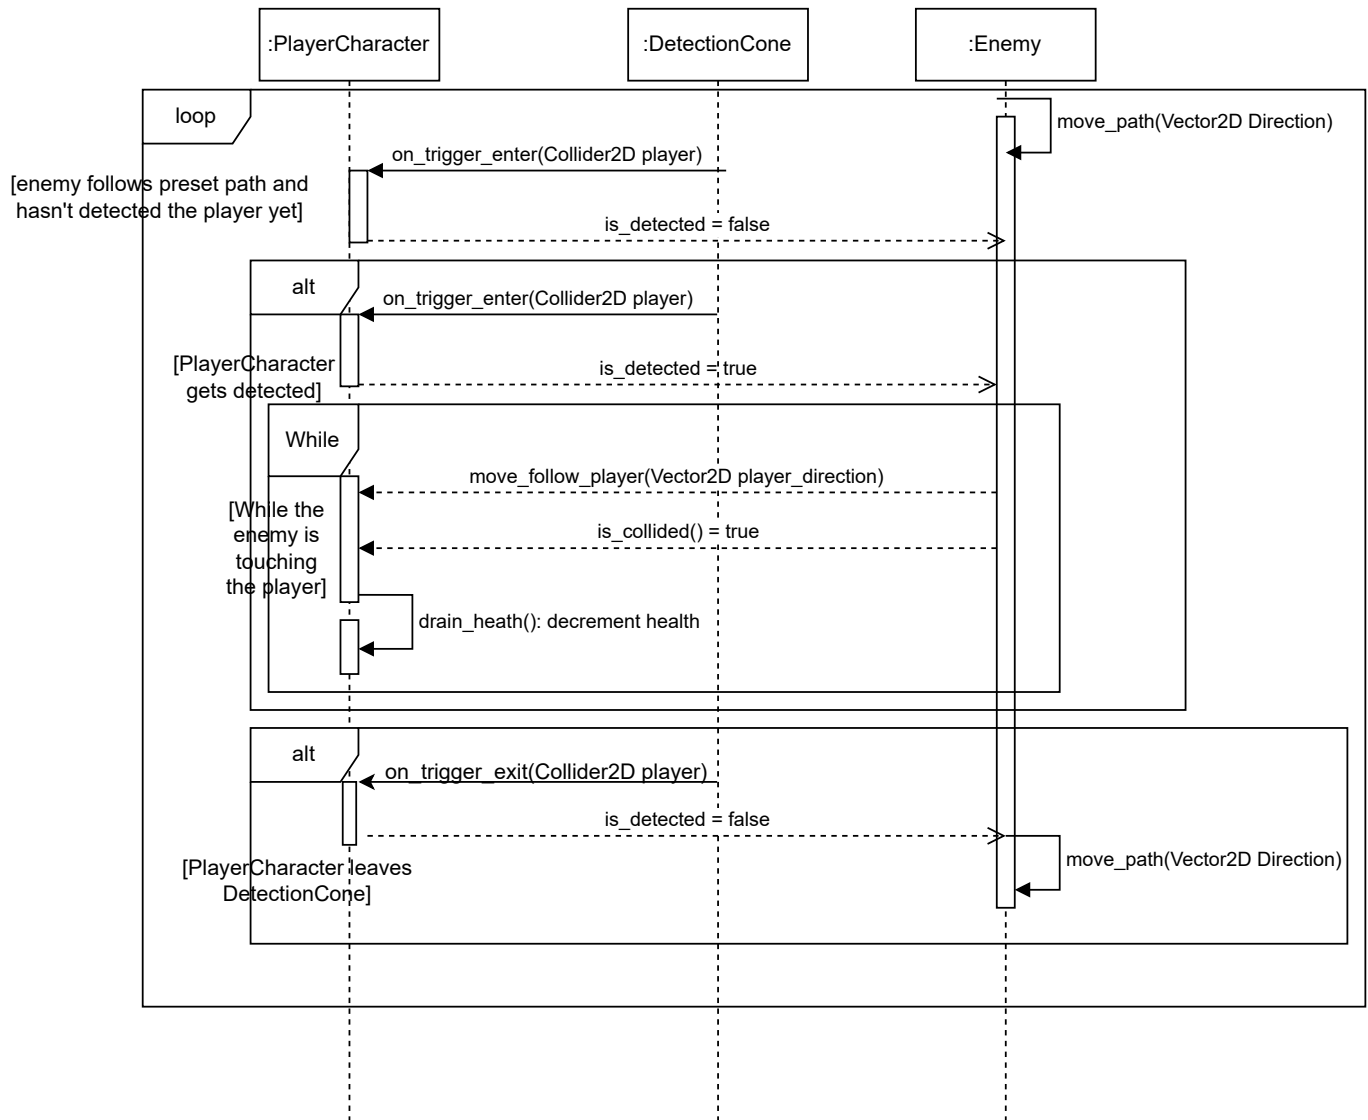 :PlayerCharacter
:DetectionCone
:Enemy
loop
move_path(Vector2D Direction)
on_trigger_enter(Collider2D player)
[enemy follows preset path and
hasn't detected the player yet]
is_detected = false
alt
on_trigger_enter(Collider2D player)
[PlayerCharacter
gets detected]
is_detected = true
While
move_follow_player(Vector2D player_direction)
[While the
enemy is
touching
the player]
is_collided() = true
drain_heath(): decrement health
alt
on_trigger_exit(Collider2D player)
is_detected = false
move_path(Vector2D Direction)
[PlayerCharacter leaves
DetectionCone]